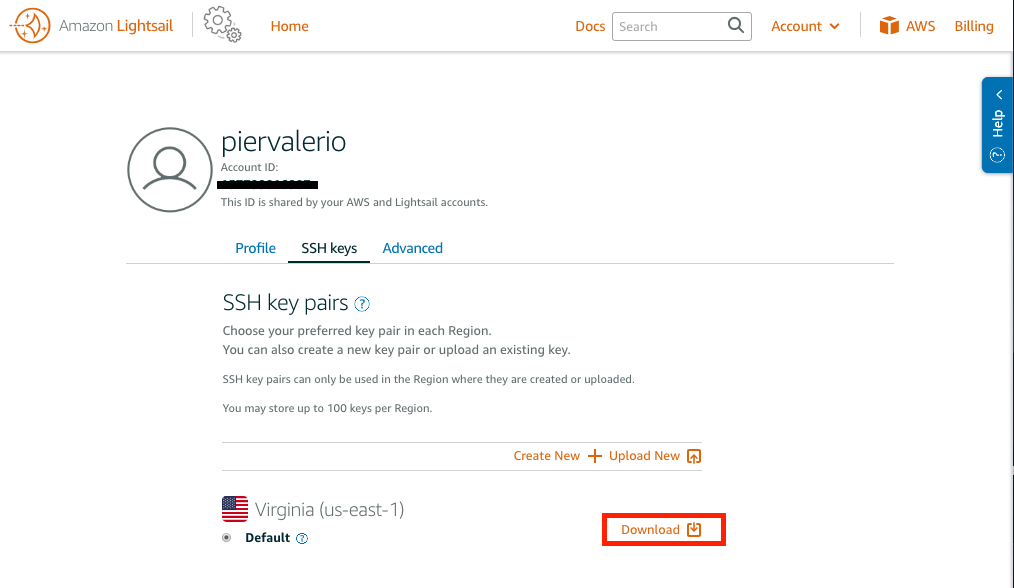 Amazon Lightsail Home Docs Search Account AWS Billing
Help
piervalerio
Account ID:
This ID is shared by your AWS and Lightsail accounts.
Profile SSH keys Advanced
SSH key pairs ?
Choose your preferred key pair in each Region.
You can also create a new key pair or upload an existing key.
SSH key pairs can only be used in the Region where they are created or uploaded.
You may store up to 100 keys per Region.
Create New + Upload New
Virginia (us-east-1)
Default ?
Download